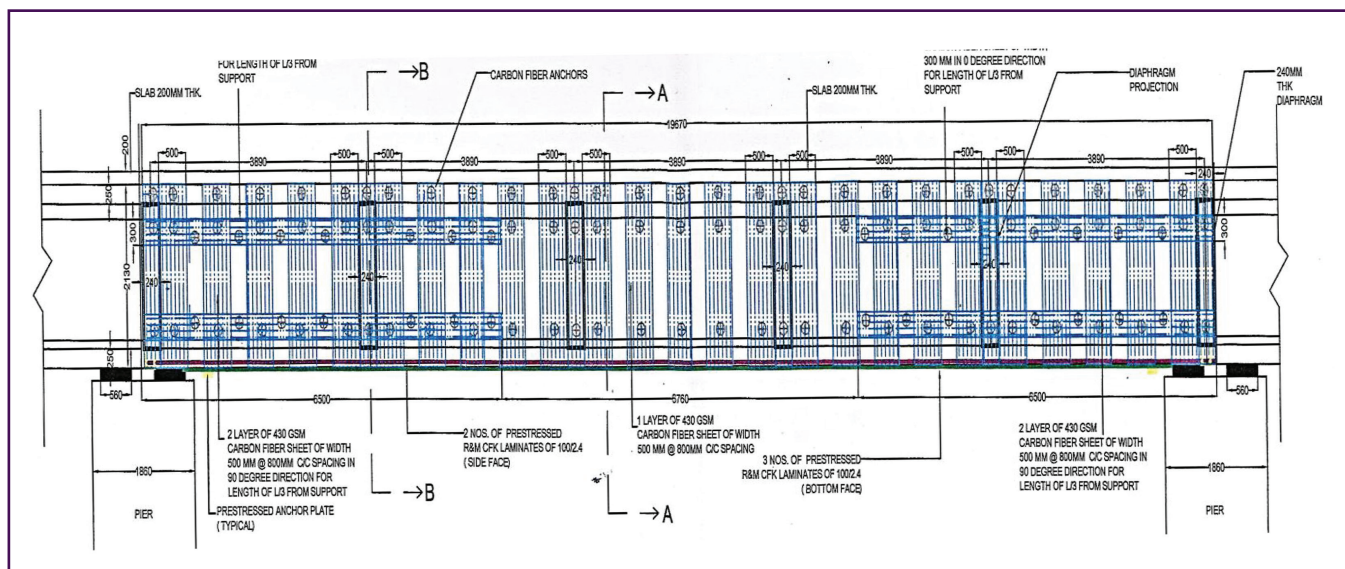 FOR LENGTH OF L/3 FROM
SUPPORT
B
CARBON FIBER ANCHORS
SLAB 200MM THK.
A
SLAB 200MM THK.
300 MM IN 0 DEGREE DIRECTION
FOR LENGTH OF L/3 FROM
SUPPORT
DIAPHRAGM
PROJECTION
240MM
THK
DIAPHRAGM
19670
200
500
3890
500
500
3890
500
500
3880
500
500
3890
500
500
3890
500
240
260
300
2130
240
240
240
240
240
300
250
560
6500
6760
6500
560
2 LAYER OF 430 GSM
CARBON FIBER SHEET OF WIDTH
500 MM @ 800MM C/C SPACING IN
90 DEGREE DIRECTION FOR
LENGTH OF L/3 FROM SUPPORT
2 NOS. OF PRESTRESSED
R&M CFK LAMINATES OF 100/2.4
( SIDE FACE)
1 LAYER OF 430 GSM
CARBON FIBER SHEET OF WIDTH
500 MM @ 800MM C/C SPACING
3 NOS. OF PRESTRESSED
R&M CFK LAMINATES OF 100/2.4
( BOTTOM FACE)
2 LAYER OF 430 GSM
CARBON FIBER SHEET OF WIDTH
500 MM @ 800MM C/C SPACING IN
90 DEGREE DIRECTION FOR
LENGTH OF L/3 FROM SUPPORT
1860
1860
B
A
PIER
PRESTRESSED ANCHOR PLATE
( TYPICAL)
PIER